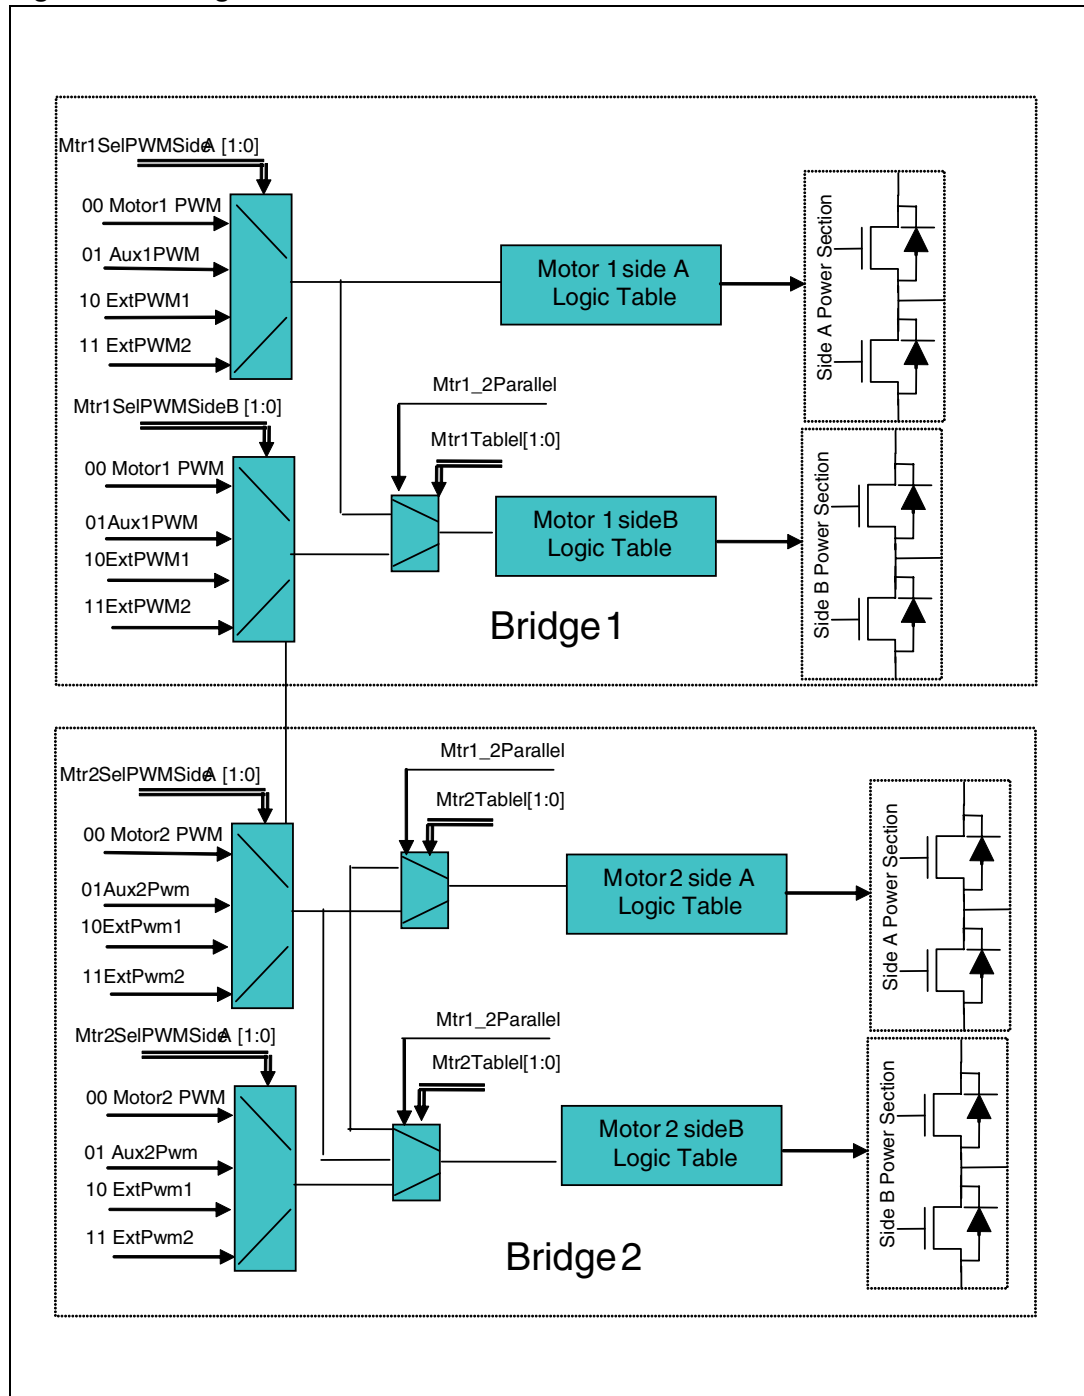 Mtr1SelPWMSideA [1:0]
00 Motor1 PWM
01 Aux1PWM
10 ExtPWM1
11 ExtPWM2
Motor 1 side A
Logic Table
Side A Power Section
Mtr1SelPWMSideB [1:0]
00 Motor1 PWM
01Aux1PWM
10ExtPWM1
11ExtPWM2
Mtr1_2Parallel
Mtr1Tablel[1:0]
Motor 1 sideB
Logic Table
Side B Power Section
Bridge 1
Mtr2SelPWMSideA [1:0]
00 Motor2 PWM
01Aux2Pwm
10ExtPwm1
11ExtPwm2
Mtr1_2Parallel
Mtr2Tablel[1:0]
Motor 2 side A
Logic Table
Side A Power Section
Mtr2SelPWMSideA [1:0]
00 Motor2 PWM
01 Aux2Pwm
10 ExtPwm1
11 ExtPwm2
Mtr1_2Parallel
Mtr2Tablel[1:0]
Motor 2 sideB
Logic Table
Side B Power Section
Bridge 2